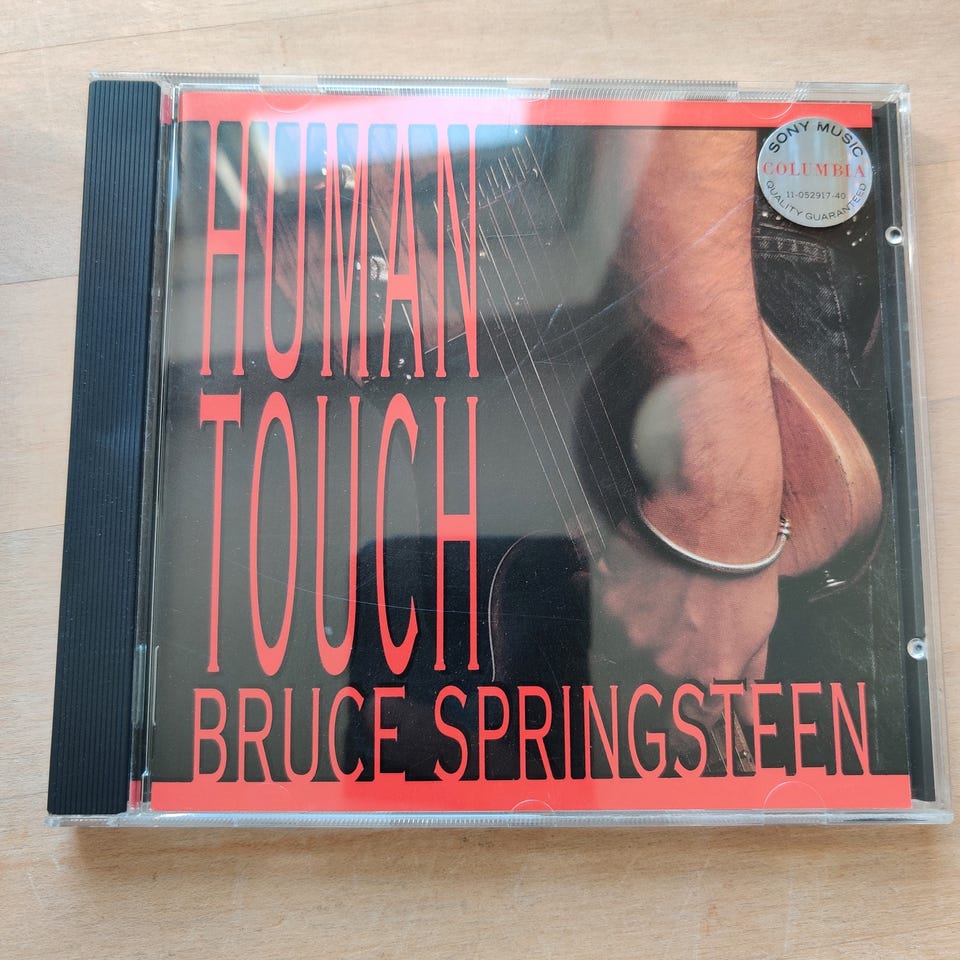 HUMAN
TOUCH
BRUCE SPRINGSTEEN
SONY MUSIC
COLUMBIA
11-052917-40
QUALITY GUARANTEED